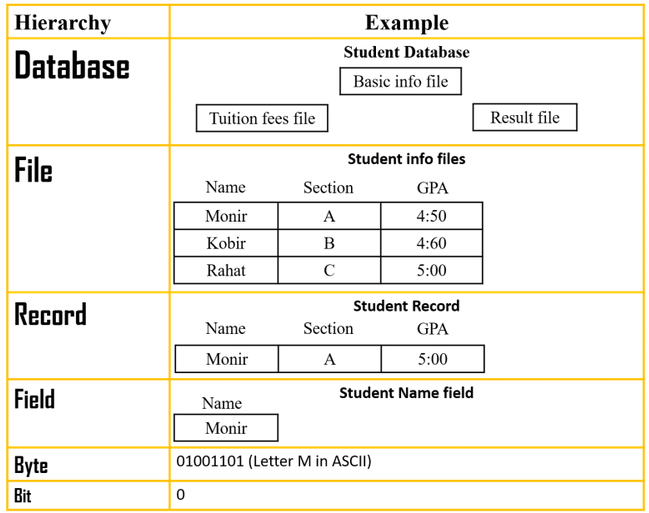 Hierarchy Example
Database
Student Database
Basic info file
Tuition fees file Result file
File
Student info files
Name Section GPA
Monir A 4:50
Kobir B 4:60
Rahat C 5:00
Record
Student Record
Name Section GPA
Monir A 5:00
Field
Student Name field
Name
Monir
Byte 01001101 (Letter M in ASCII)
Bit 0